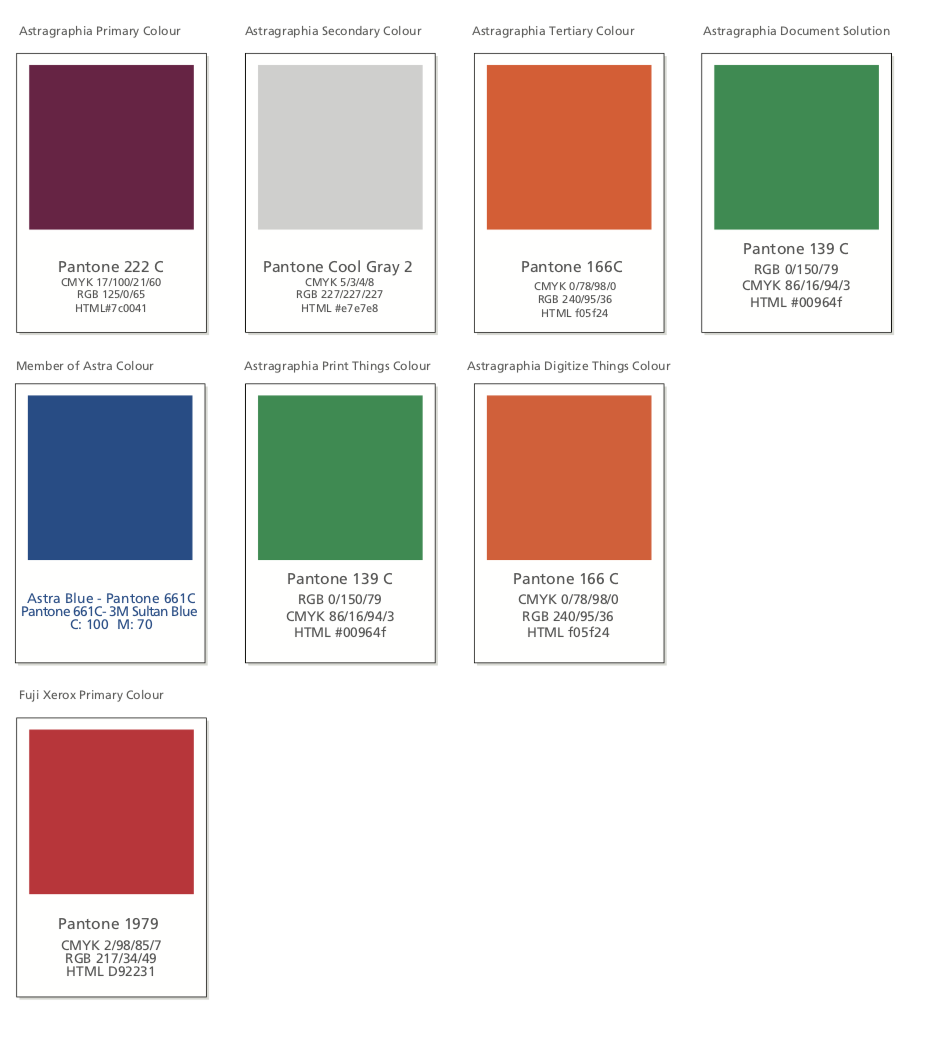 Astragraphia Primary Colour
Pantone 222 C
CMYK 17/100/21/60
RGB 125/0/65
HTML#7c0041
Astragraphia Secondary Colour
Pantone Cool Gray 2
CMYK 5/3/4/8
RGB 227/227/227
HTML #e7e7e8
Astragraphia Tertiary Colour
Pantone 166C
CMYK 0/78/98/0
RGB 240/95/36
HTML f05f24
Astragraphia Document Solution
Pantone 139 C
RGB 0/150/79
CMYK 86/16/94/3
HTML #00964f
Member of Astra Colour
Astra Blue - Pantone 661C
Pantone 661C- 3M Sultan Blue
C: 100 M: 70
Astragraphia Print Things Colour
Pantone 139 C
RGB 0/150/79
CMYK 86/16/94/3
HTML #00964f
Astragraphia Digitize Things Colour
Pantone 166 C
CMYK 0/78/98/0
RGB 240/95/36
HTML f05f24
Fuji Xerox Primary Colour
Pantone 1979
CMYK 2/98/85/7
RGB 217/34/49
HTML D92231